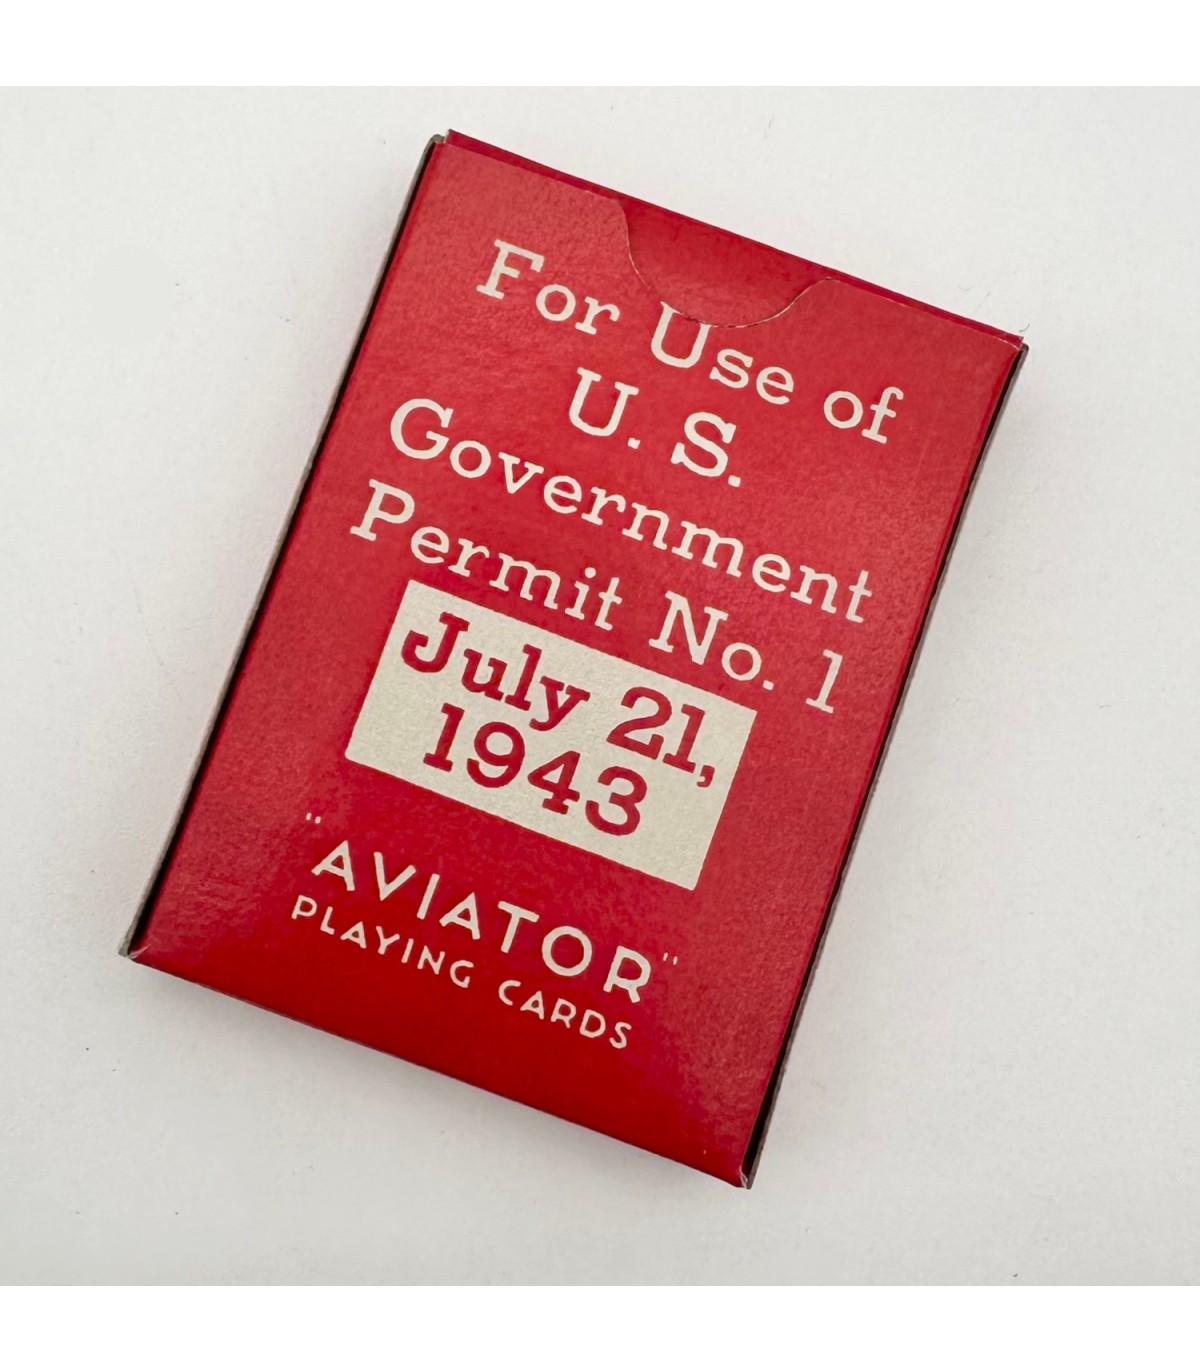 For Use of
U. S.
Government
Permit No. 1
July 21,
1943
"AVIATOR"
PLAYING CARDS